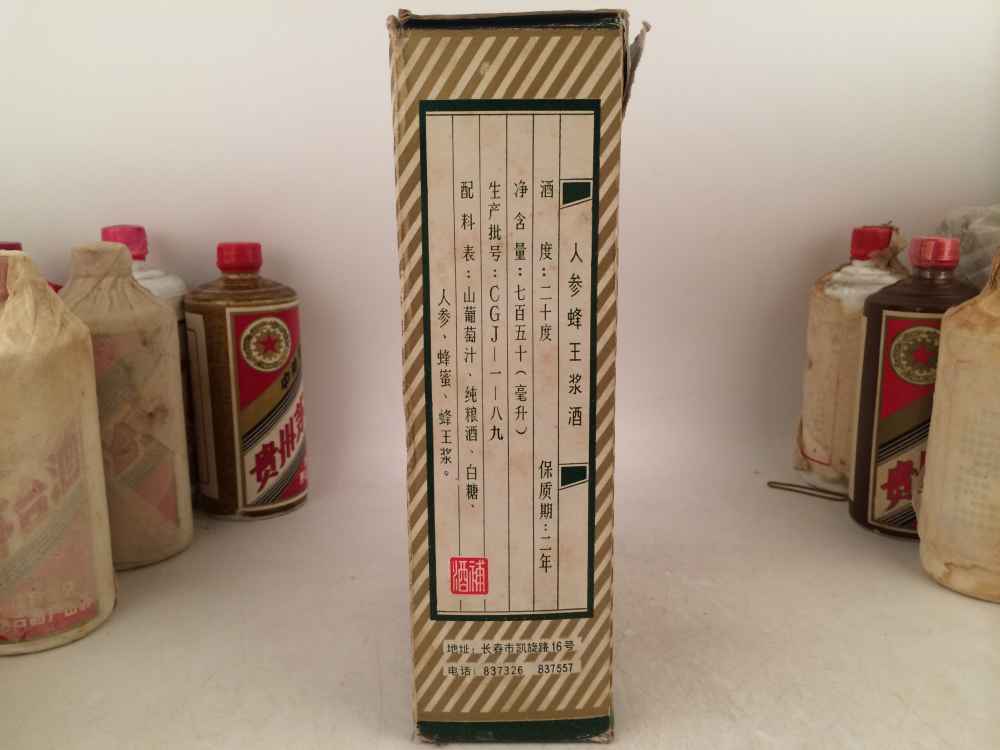 人参蜂王浆酒
酒度：二十度 保质期：二年
净含量：七百五十（毫升）
生产批号：CGJ—1—八九
配料表：山葡萄汁、纯粮酒、白糖、
人参、蜂蜜、蜂王浆。
补酒
地址：长春市凯旋路16号
电话：837326 837557
贵州